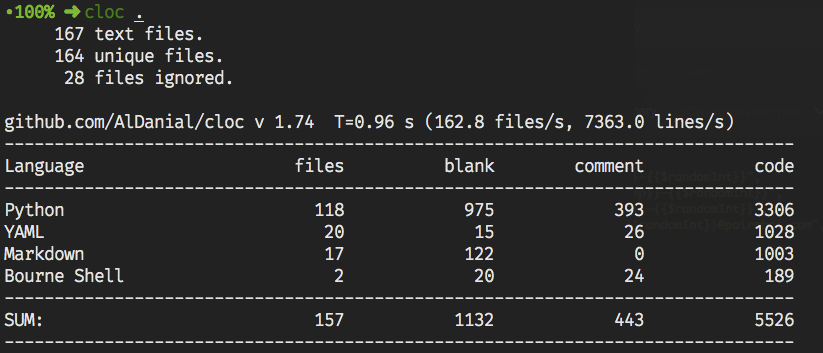 •100% ➜ cloc .
     167 text files.
     164 unique files.
      28 files ignored.
github.com/AlDanial/cloc v 1.74  T=0.96 s (162.8 files/s, 7363.0 lines/s)
-------------------------------------------------------------------------------
Language                     files          blank        comment           code
-------------------------------------------------------------------------------
Python                         118            975            393           3306
YAML                            20             15             26           1028
Markdown                        17            122              0           1003
Bourne Shell                     2             20             24            189
-------------------------------------------------------------------------------
SUM:                           157           1132            443           5526
-------------------------------------------------------------------------------